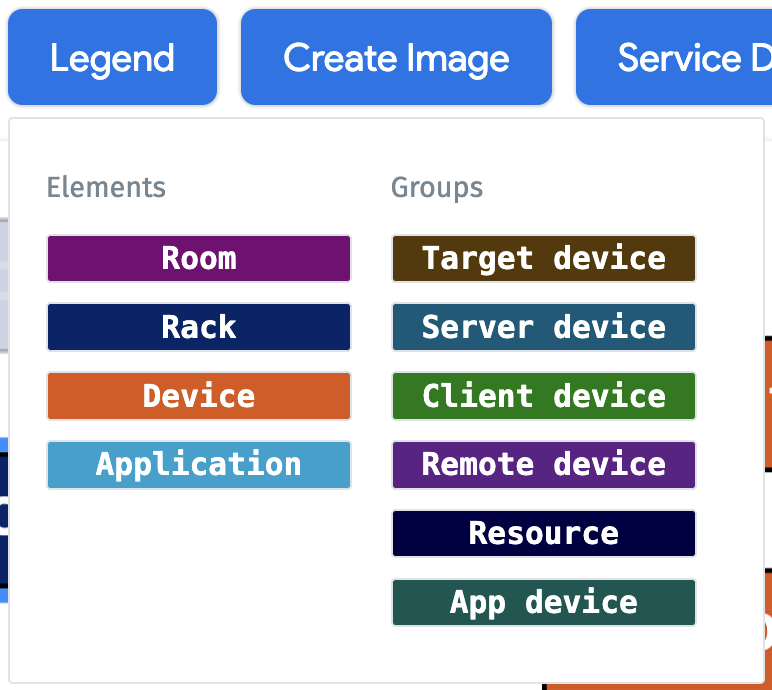 Legend
Create Image
Service D
Elements
Room
Rack
Device
Application
Groups
Target device
Server device
Client device
Remote device
Resource
App device